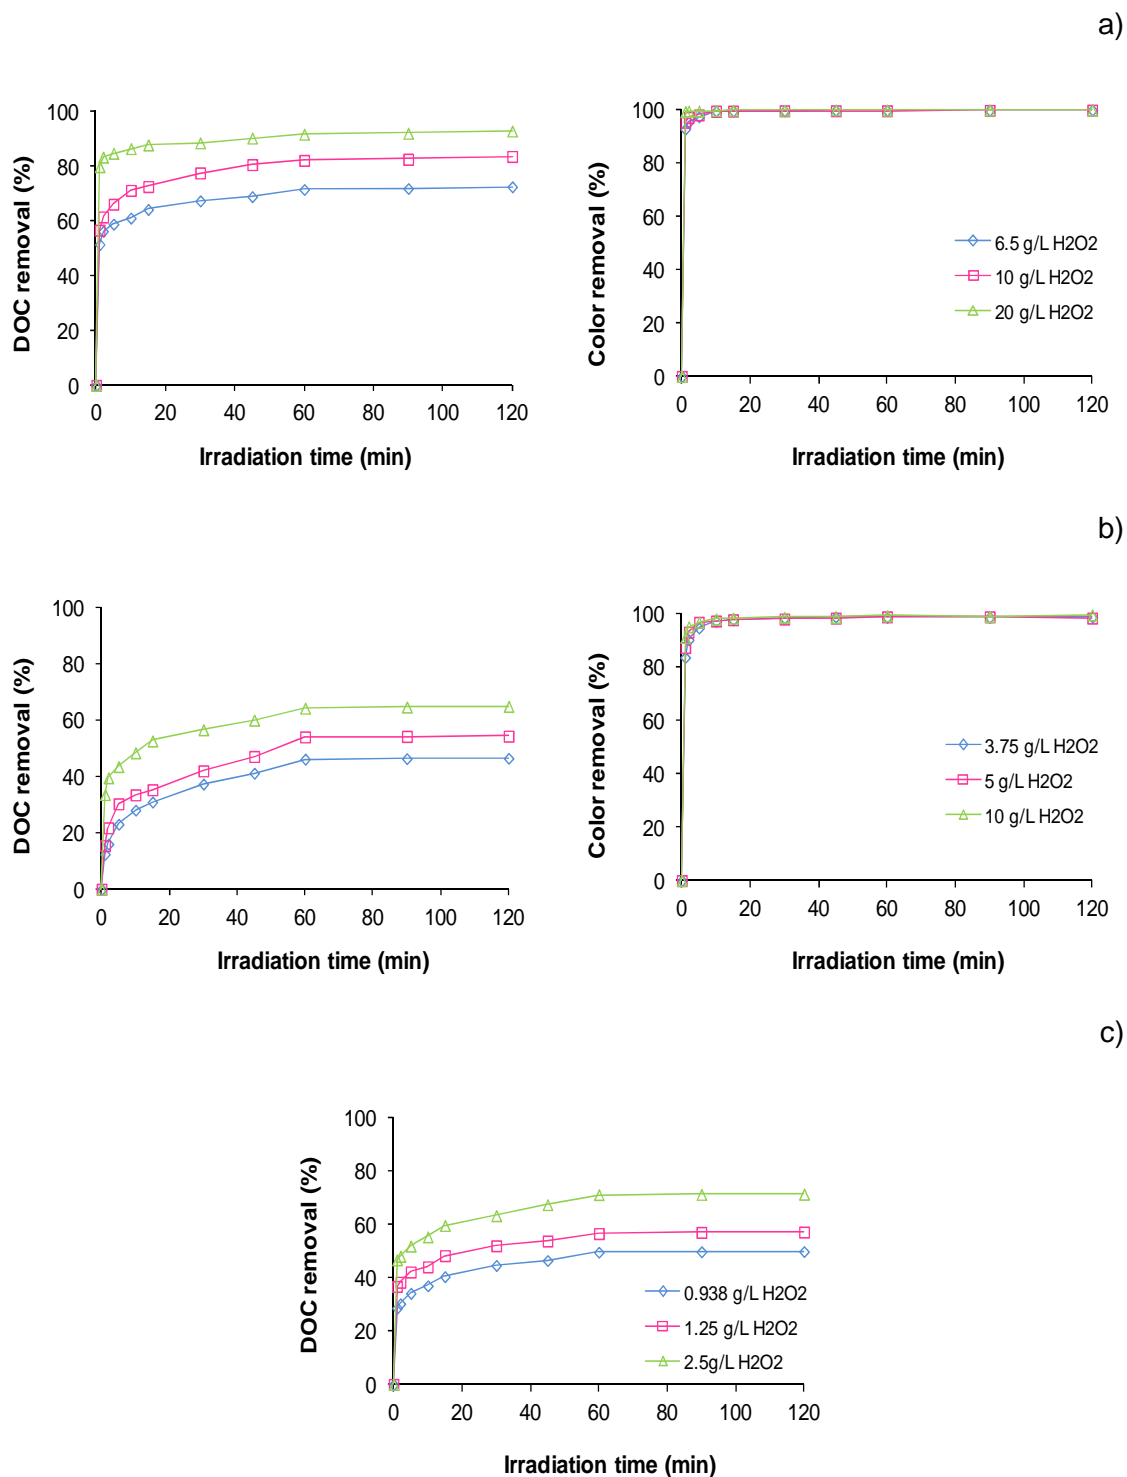 a)
DOC removal (%)
100
80
60
40
20
0
0 20 40 60 80 100 120
Irradiation time (min)
Color removal (%)
100
80
60
40
20
0
0 20 40 60 80 100 120
Irradiation time (min)
6.5 g/L H2O2
10 g/L H2O2
20 g/L H2O2
b)
DOC removal (%)
100
80
60
40
20
0
0 20 40 60 80 100 120
Irradiation time (min)
Color removal (%)
100
80
60
40
20
0
0 20 40 60 80 100 120
Irradiation time (min)
3.75 g/L H2O2
5 g/L H2O2
10 g/L H2O2
c)
DOC removal (%)
100
80
60
40
20
0
0 20 40 60 80 100 120
Irradiation time (min)
0.938 g/L H2O2
1.25 g/L H2O2
2.5g/L H2O2